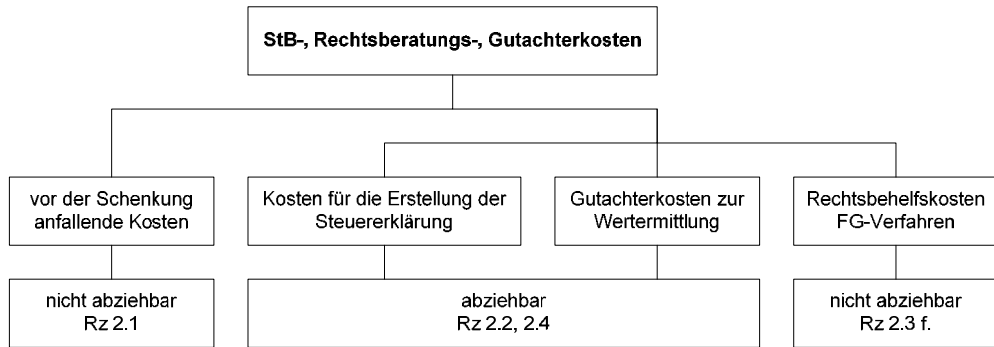 StB-, Rechtsberatungs-, Gutachterkosten
vor der Schenkung
anfallende Kosten
Kosten für die Erstellung der
Steuererklärung
Gutachterkosten zur
Wertermittlung
Rechtsbehelfskosten
FG-Verfahren
nicht abziehbar
Rz 2.1
abziehbar
Rz 2.2, 2.4
nicht abziehbar
Rz 2.3 f.